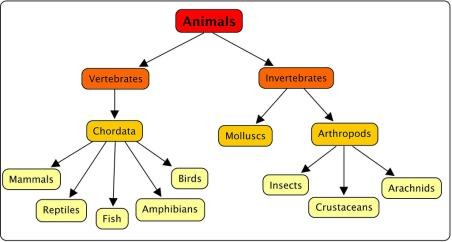 Animals
Vertebrates
Invertebrates
Chordata
Molluscs
Arthropods
Mammals
Reptiles
Fish
Amphibians
Birds
Insects
Crustaceans
Arachnids